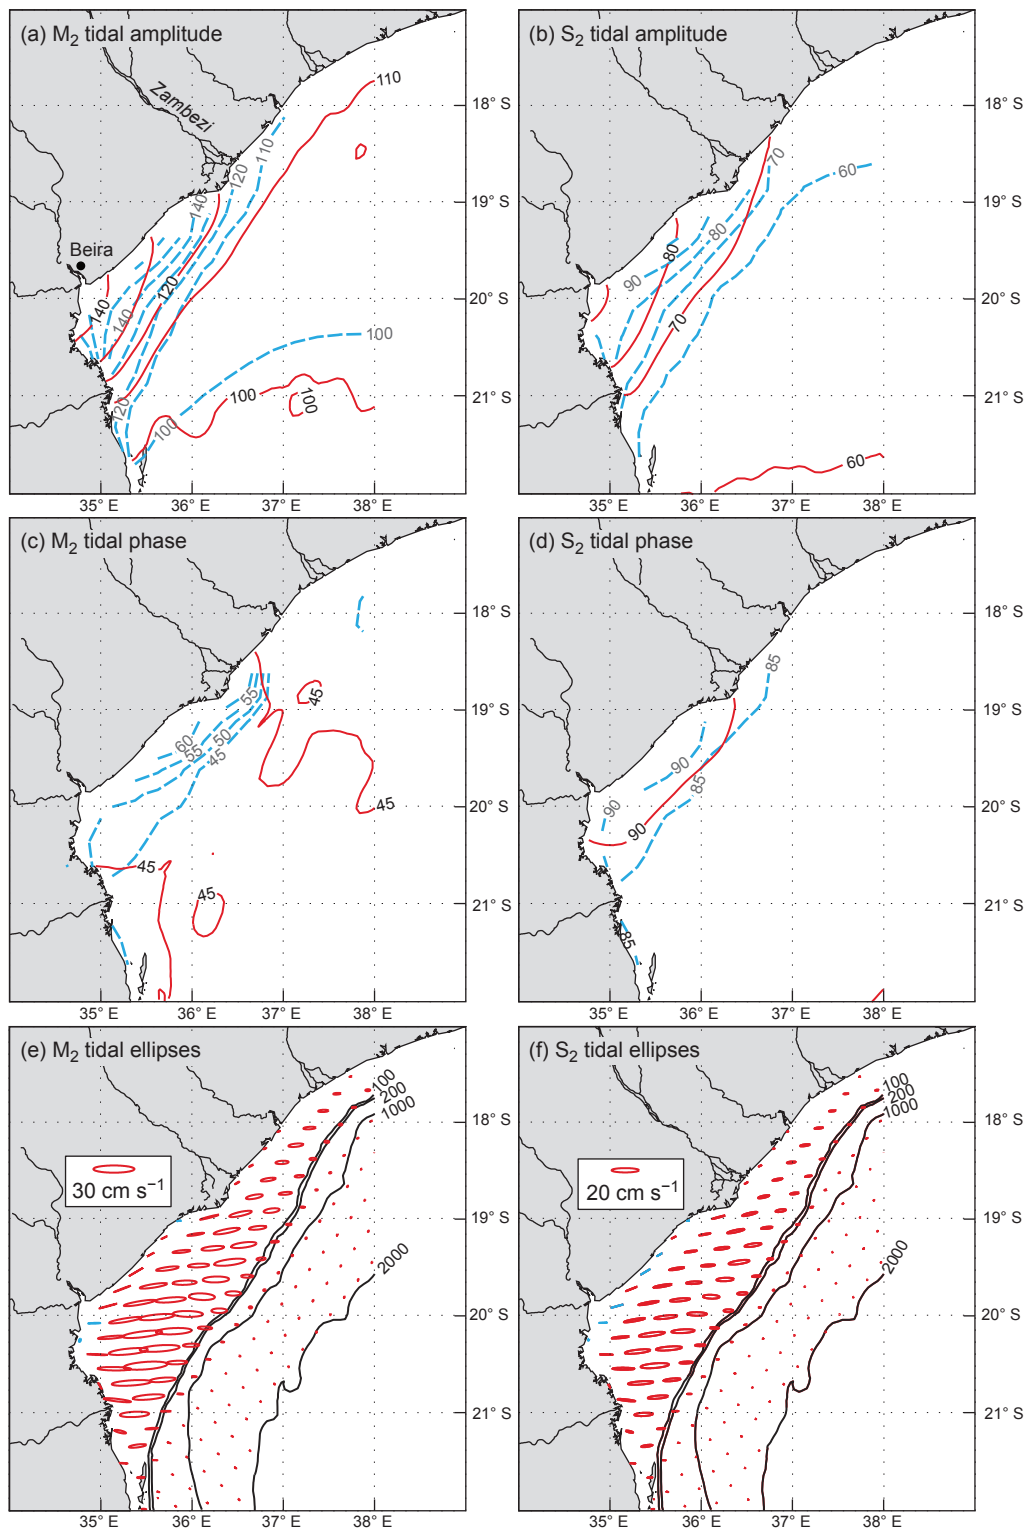 (a) M₂ tidal amplitude
110
Zambezi
110
120
140
Beira
140
140
120
100
100
100
120
100
18° S
19° S
20° S
21° S
35° E
36° E
37° E
38° E
(b) S₂ tidal amplitude
70
60
80
80
90
70
60
18° S
19° S
20° S
21° S
35° E
36° E
37° E
38° E
(c) M₂ tidal phase
55
45
60
55
50
45
45
45
45
18° S
19° S
20° S
21° S
35° E
36° E
37° E
38° E
(d) S₂ tidal phase
85
90
85
90
90
85
18° S
19° S
20° S
21° S
35° E
36° E
37° E
38° E
(e) M₂ tidal ellipses
100
200
1000
30 cm s⁻¹
2000
18° S
19° S
20° S
21° S
35° E
36° E
37° E
38° E
(f) S₂ tidal ellipses
100
200
1000
20 cm s⁻¹
2000
18° S
19° S
20° S
21° S
35° E
36° E
37° E
38° E